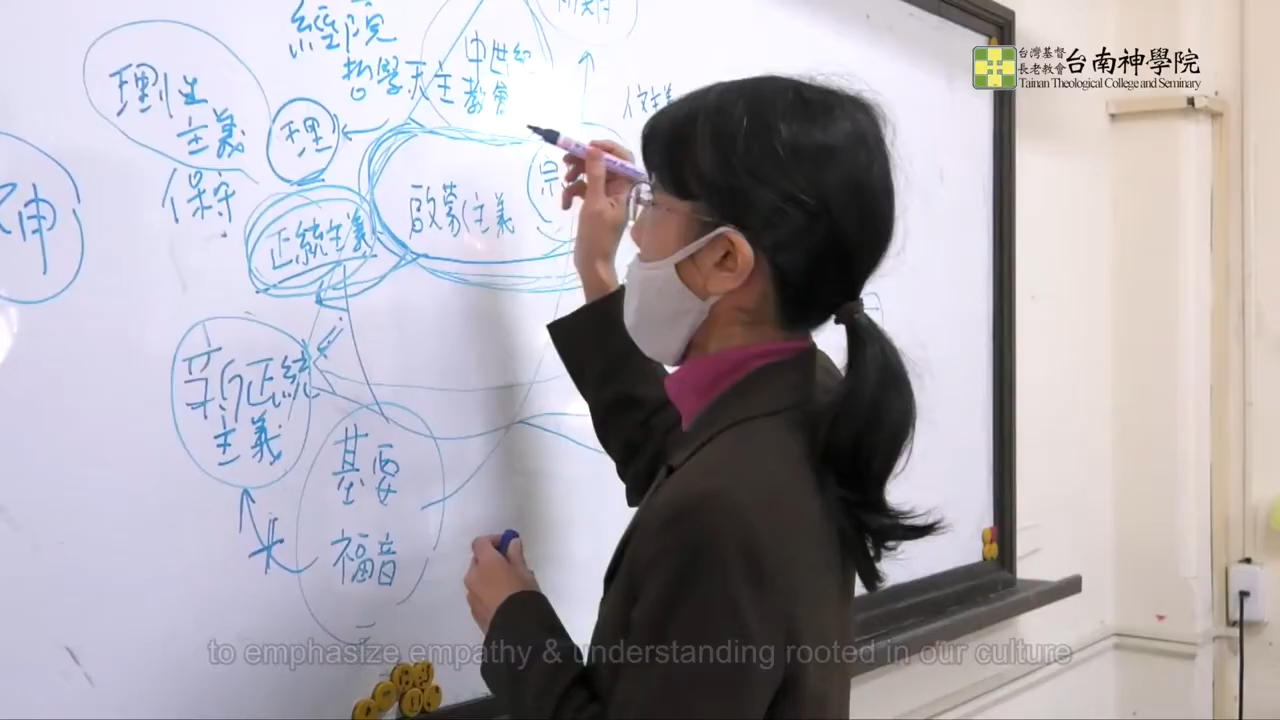 經院
哲學
天主
中世紀
教會
理性
主義
理
保守
正統主義
啟蒙主義
宗
神
新正統
主義
基要
福音
台灣基督
長老教會
台南神學院
Tainan Theological College and Seminary
to emphasize empathy & understanding rooted in our culture